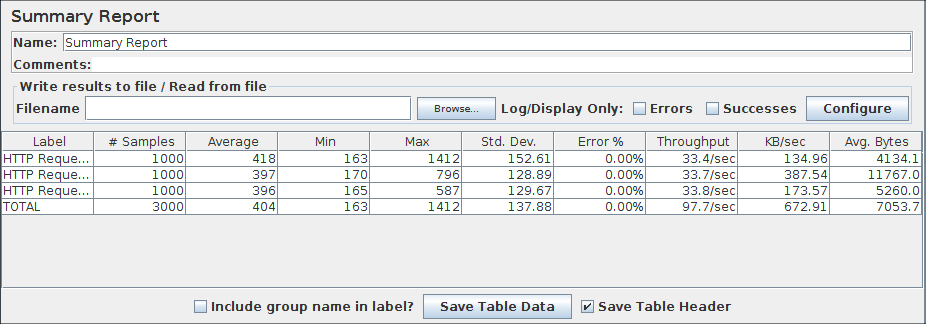 Summary Report
Name: Summary Report
Comments:
Write results to file / Read from file
Filename Browse... Log/Display Only: Errors Successes Configure
Label # Samples Average Min Max Std. Dev. Error % Throughput KB/sec Avg. Bytes
HTTP Reque... 1000 418 163 1412 152.61 0.00% 33.4/sec 134.96 4134.1
HTTP Reque... 1000 397 170 796 128.89 0.00% 33.7/sec 387.54 11767.0
HTTP Reque... 1000 396 165 587 129.67 0.00% 33.8/sec 173.57 5260.0
TOTAL 3000 404 163 1412 137.88 0.00% 97.7/sec 672.91 7053.7
Include group name in label? Save Table Data Save Table Header